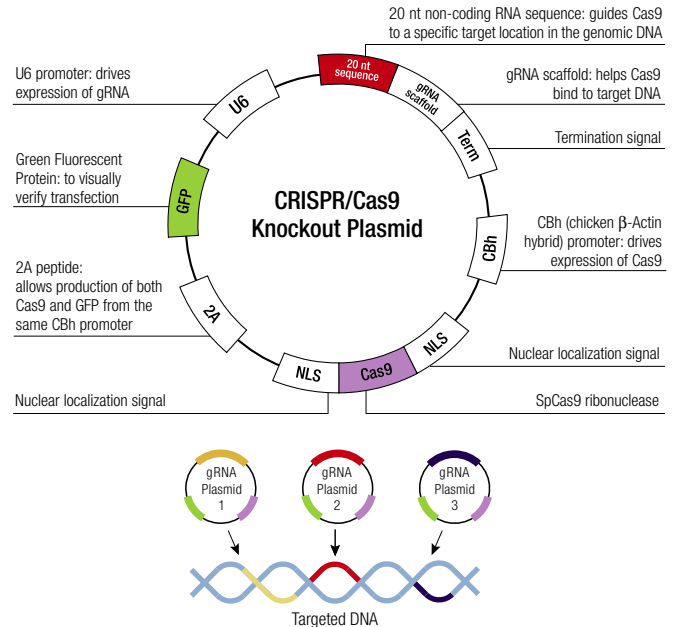 20 nt non-coding RNA sequence: guides Cas9
to a specific target location in the genomic DNA
U6 promoter: drives
expression of gRNA
gRNA scaffold: helps Cas9
bind to target DNA
Termination signal
Green Fluorescent
Protein: to visually
verify transfection
CBh (chicken β-Actin
hybrid) promoter: drives
expression of Cas9
2A peptide:
allows production of both
Cas9 and GFP from the
same CBh promoter
Nuclear localization signal
Nuclear localization signal
SpCas9 ribonuclease
20 nt
sequence
gRNA
scaffold
Term
CBh
NLS
Cas9
NLS
2A
GFP
U6
CRISPR/Cas9
Knockout Plasmid
gRNA
Plasmid
1
gRNA
Plasmid
2
gRNA
Plasmid
3
Targeted DNA